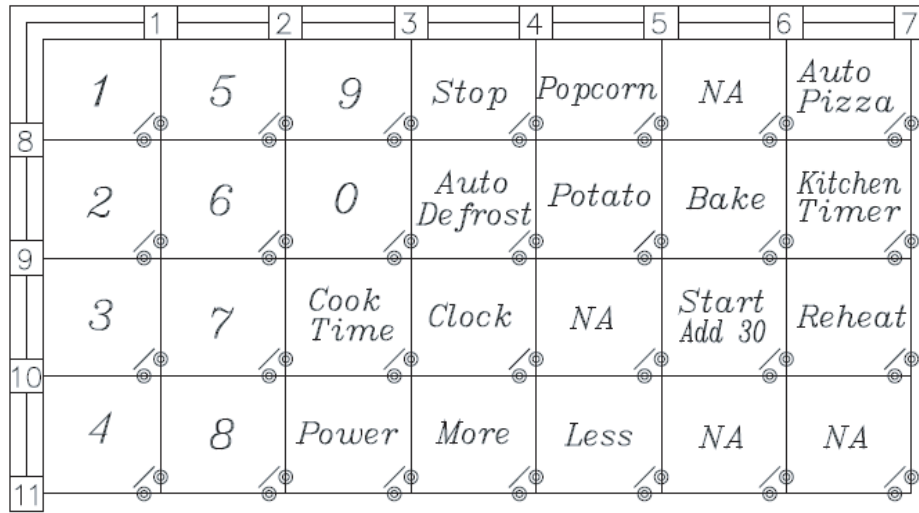 1 2 3 4 5 6 7
1 5 9 Stop Popcorn NA Auto Pizza
8
2 6 0 Auto Defrost Potato Bake Kitchen Timer
9
3 7 Cook Time Clock NA Start Add 30 Reheat
10
4 8 Power More Less NA NA
11